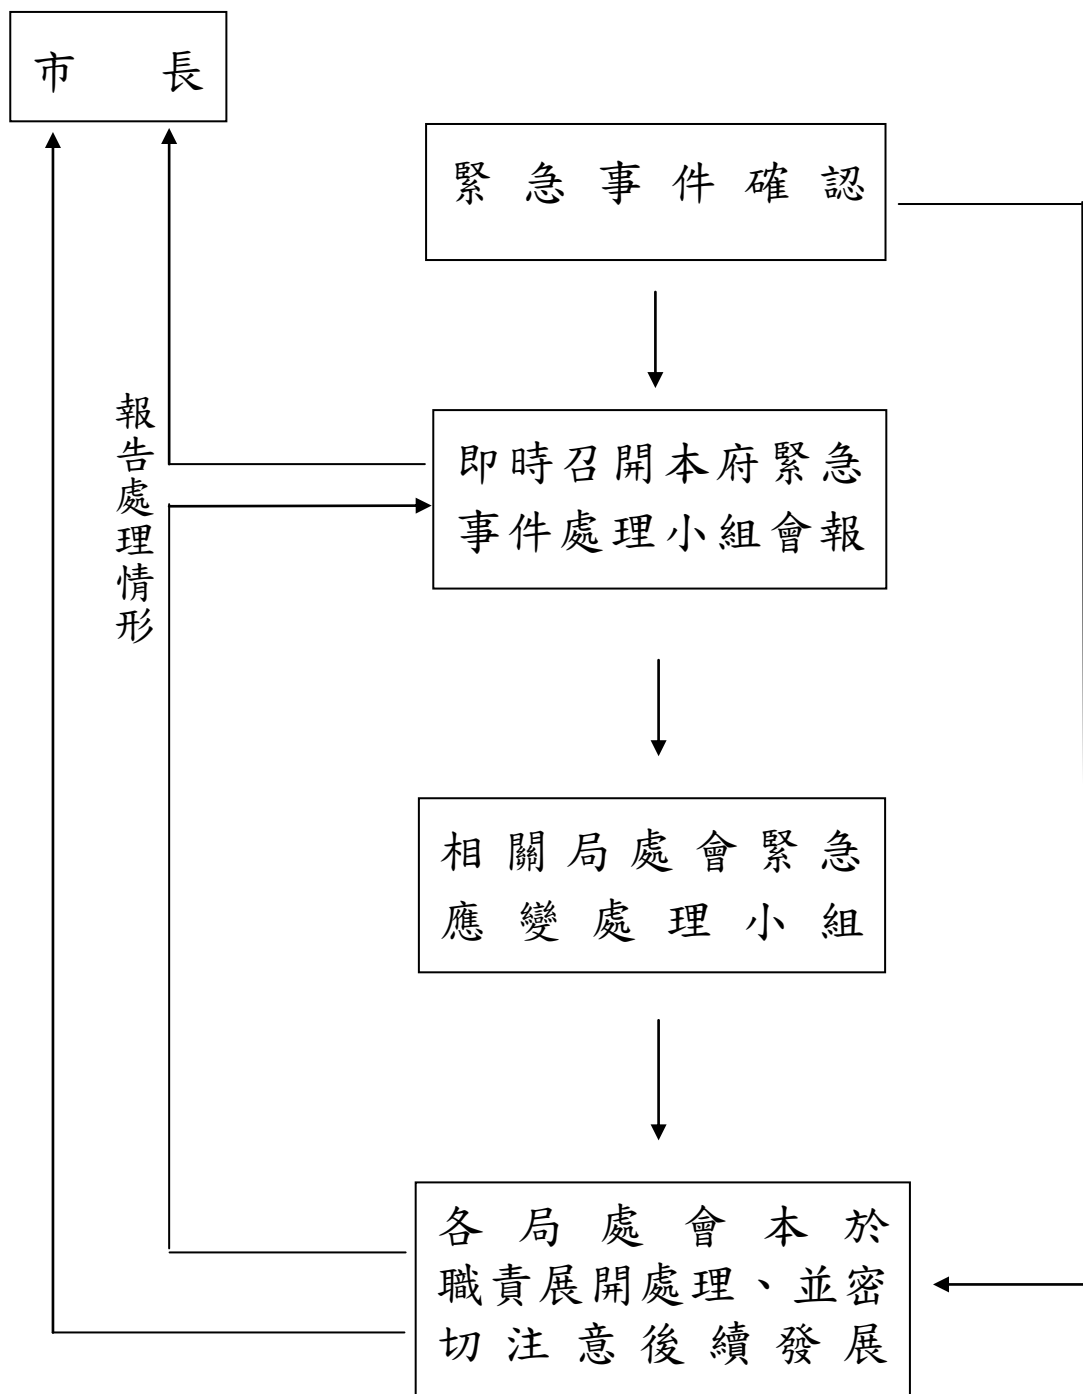 市長
緊急事件確認
報告處理情形
即時召開本府緊急
事件處理小組會報
相關局處會緊急
應變處理小組
各局處會本於
職責展開處理、並密
切注意後續發展